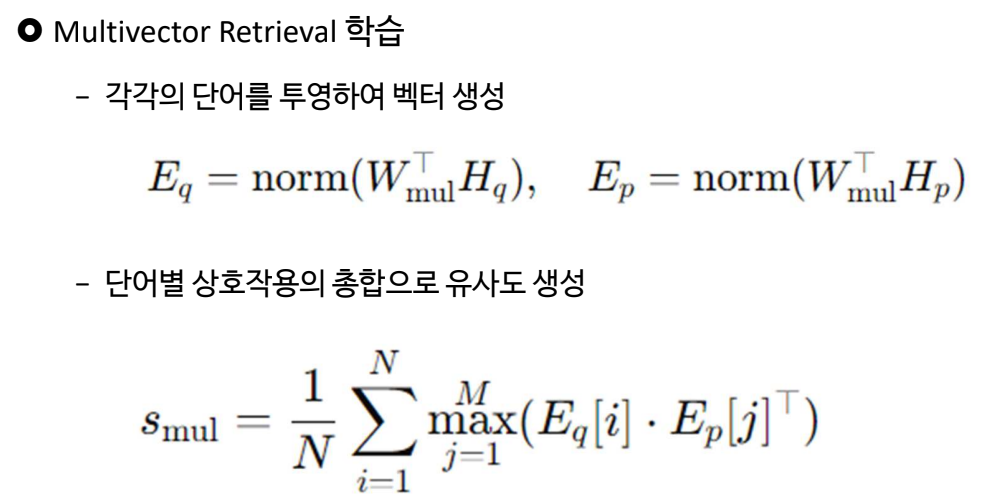 Multivector Retrieval 학습
– 각각의 단어를 투영하여 벡터 생성
E_q = norm(W_mul^⊤ H_q), E_p = norm(W_mul^⊤ H_p)
– 단어별 상호작용의 총합으로 유사도 생성
s_mul = \frac{1}{N} \sum_{i=1}^{N} \max_{j=1}^{M}(E_q[i] · E_p[j]^⊤)